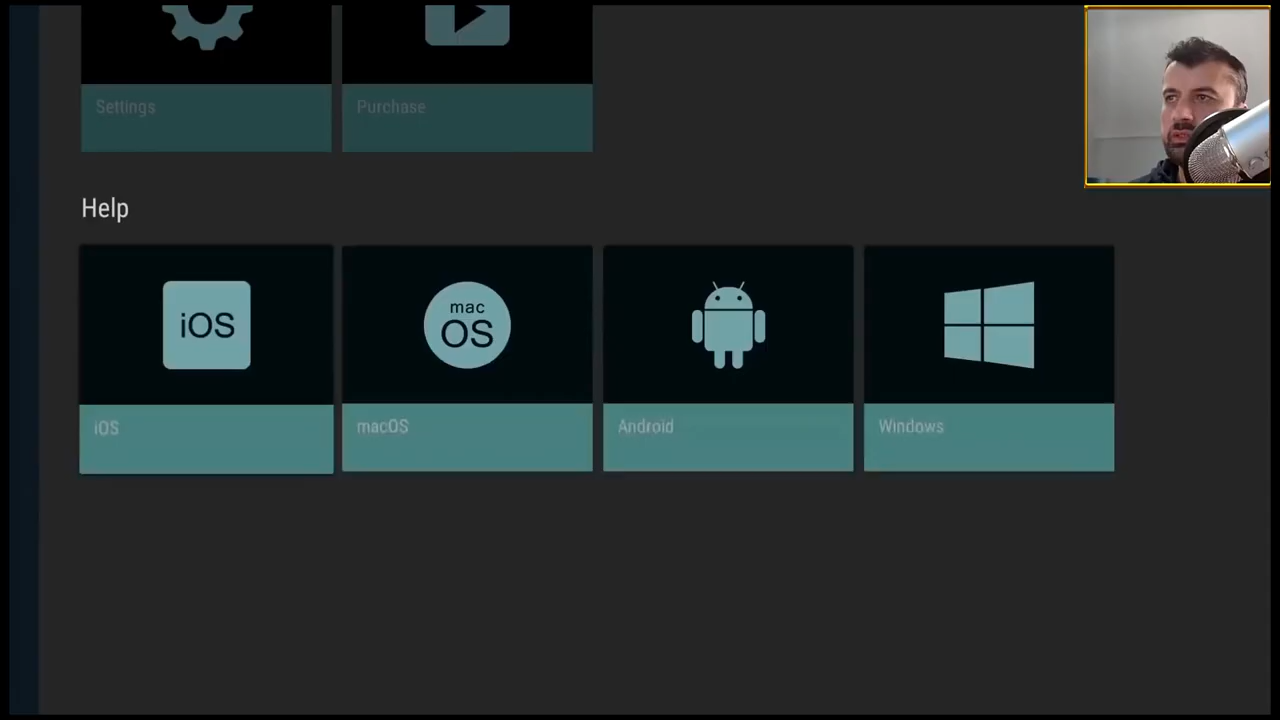 Settings
Purchase
Help
iOS
mac
OS
iOS
macOS
Android
Windows